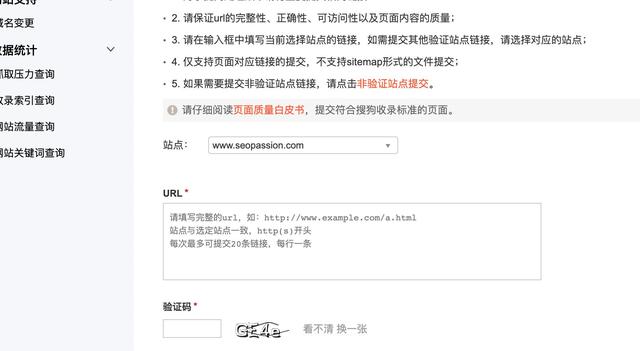 域名变更
数据统计
抓取压力查询
收录索引查询
网站流量查询
网站关键词查询
2. 请保证url的完整性、正确性、可访问性以及页面内容的质量；
3. 请在输入框中填写当前选择站点的链接，如需提交其他验证站点链接，请选择对应的站点；
4. 仅支持页面对应链接的提交，不支持sitemap形式的文件提交；
5. 如果需要提交非验证站点链接，请点击非验证站点提交。
请仔细阅读页面质量白皮书，提交符合搜狗收录标准的页面。
站点：
www.seopassion.com
URL *
请填写完整的url，如：http://www.example.com/a.html
站点与选定站点一致，http(s)开头
每次最多可提交20条链接，每行一条
验证码 *
GE4e
看不清 换一张